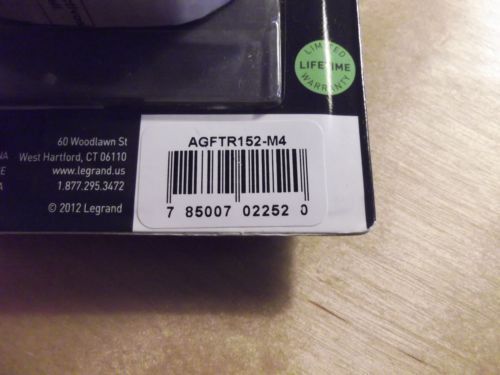 LIMITED
LIFETIME
WARRANTY
60 Woodlawn St
West Hartford, CT 06110
www.legrand.us
1.877.295.3472
© 2012 Legrand
AGFTR152-M4
7 85007 02252 0